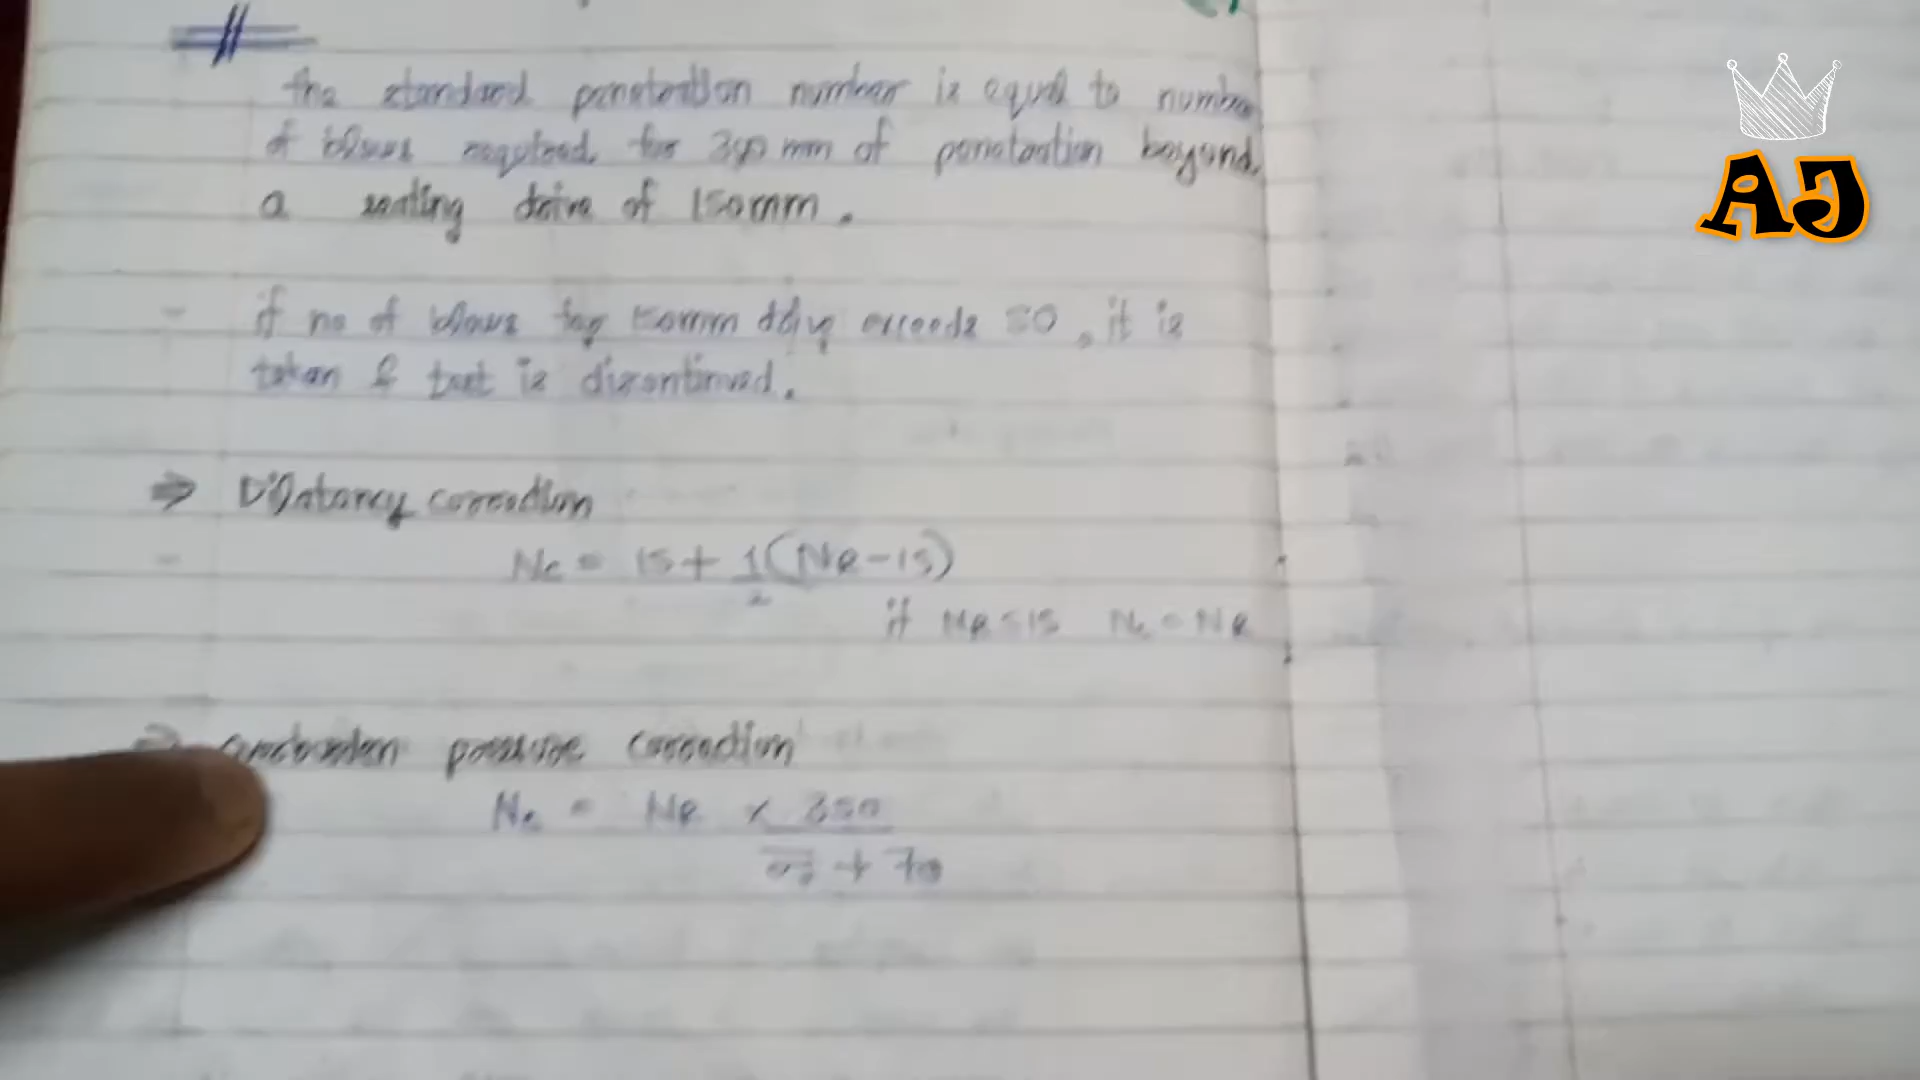 the standard penetration number is equal to number
of blows required for 300 mm of penetration beyond
a seating drive of 150mm.
- if no of blows for 150mm drive exceeds 50, it is
taken & test is discontinued.
⇒ Dilatancy correction
- Nc = 15 + 1/2 (NR - 15)
if NR < 15 Nc = NR
⇒ overburden pressure correction
Nc = NR × 350 / σ̄ + 70
AJ